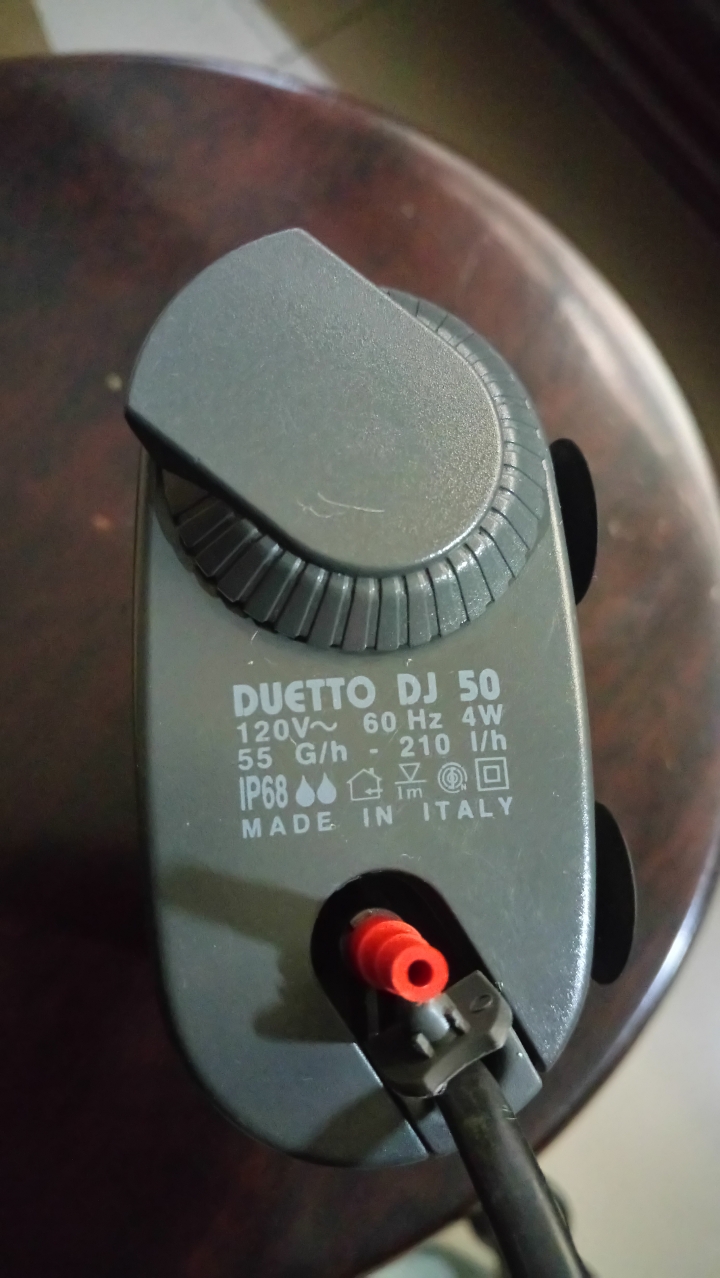 DUETTO DJ 50
120V~ 60 Hz 4W
55 G/h - 210 l/h
IP68 1m
MADE IN ITALY